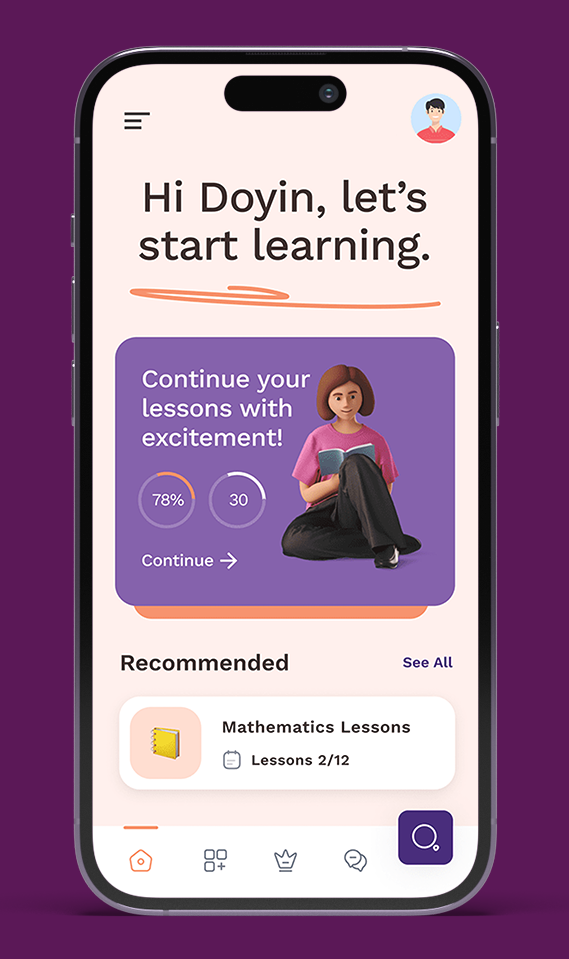 Hi Doyin, let’s
start learning.
Continue your
lessons with
excitement!
78%
30
Continue
Recommended
See All
Mathematics Lessons
Lessons 2/12